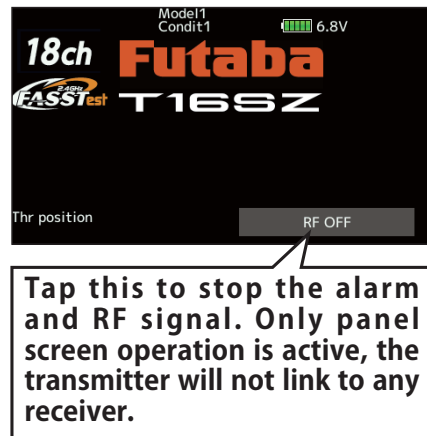 Model1
Condit1
6.8V
18ch
Futaba
2.4GHz
FASSTest
T16SZ
Thr position
RF OFF
Tap this to stop the alarm
and RF signal. Only panel
screen operation is active, the
transmitter will not link to any
receiver.